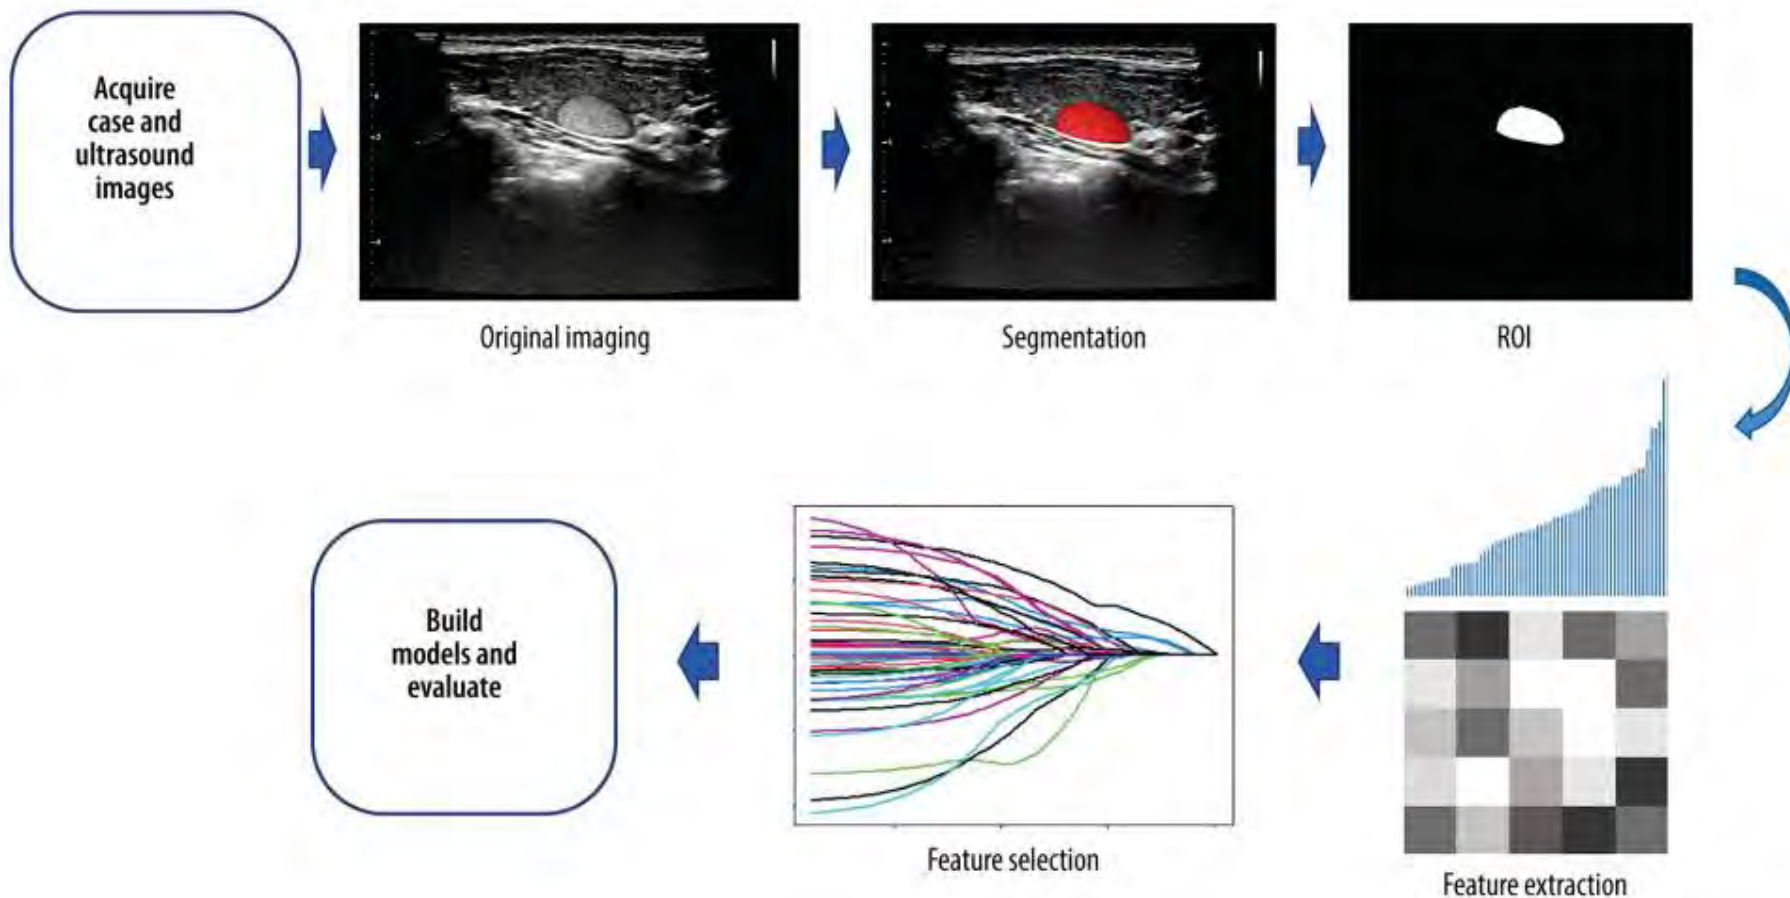 Acquire
case and
ultrasound
images
Original imaging
Segmentation
ROI
Build
models and
evaluate
Feature selection
Feature extraction